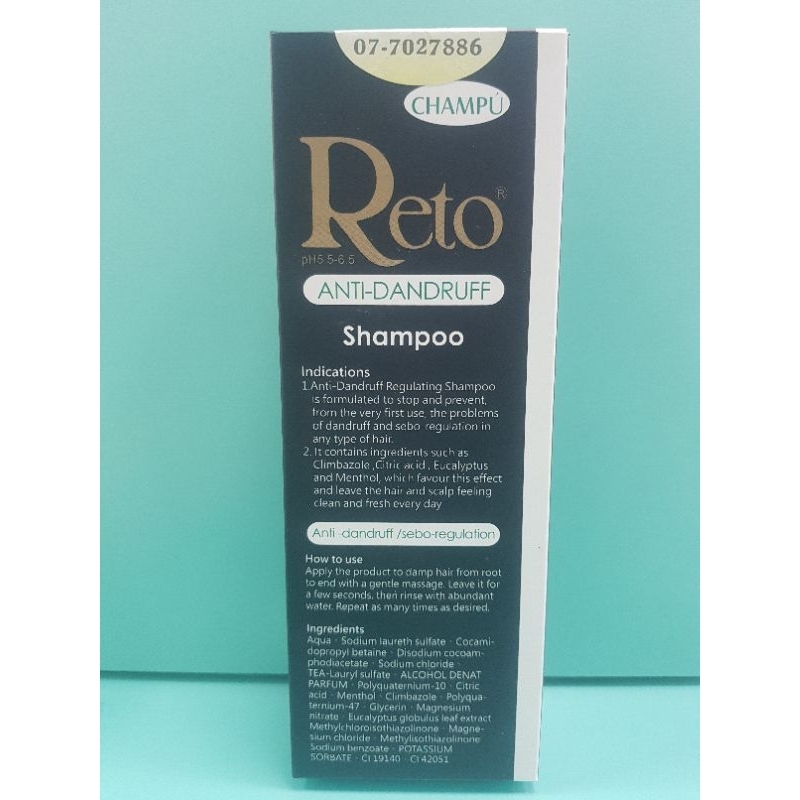 07-7027886
CHAMPÚ
Reto®
pH5.5-6.5
ANTI-DANDRUFF
Shampoo
Indications
1.Anti-Dandruff Regulating Shampoo
is formulated to stop and prevent,
from the very first use, the problems
of dandruff and sebo-regulation in
any type of hair.
2. It contains ingredients such as
Climbazole ,Citric acid , Eucalyptus
and Menthol, which favour this effect
and leave the hair and scalp feeling
clean and fresh every day
Anti -dandruff /sebo-regulation
How to use
Apply the product to damp hair from root
to end with a gentle massage. Leave it for
a few seconds, then rinse with abundant
water. Repeat as many times as desired.
Ingredients
Aqua · Sodium laureth sulfate · Cocami-
dopropyl betaine · Disodium cocoam-
phodiacetate · Sodium chloride ·
TEA-Lauryl sulfate · ALCOHOL DENAT
PARFUM · Polyquaternium-10 · Citric
acid · Menthol · Climbazole · Polyqua-
ternium-47 · Glycerin · Magnesium
nitrate · Eucalyptus globulus leaf extract
Methylchloroisothiazolinone · Magne-
sium chloride · Methylisothiazolinone
Sodium benzoate · POTASSIUM
SORBATE · CI 19140 · CI 42051